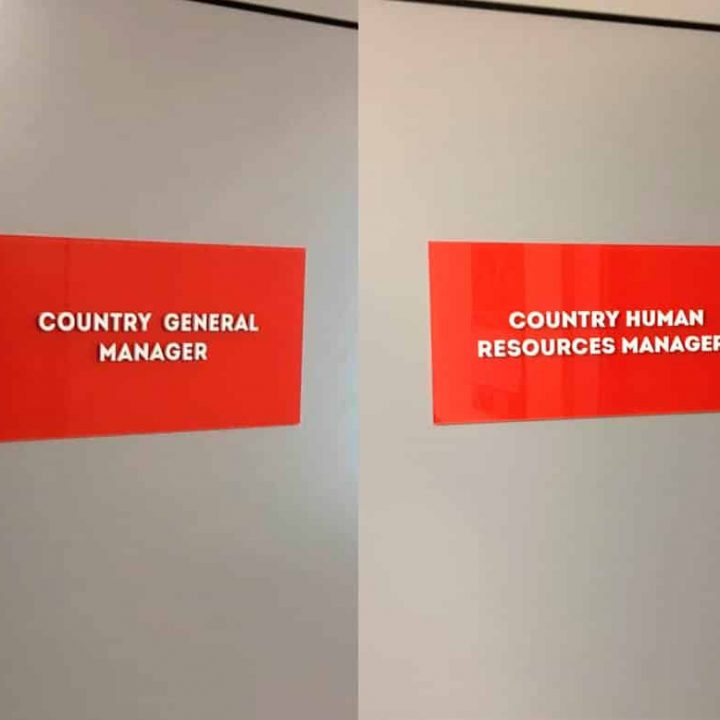 COUNTRY GENERAL
MANAGER
COUNTRY HUMAN
RESOURCES MANAGER